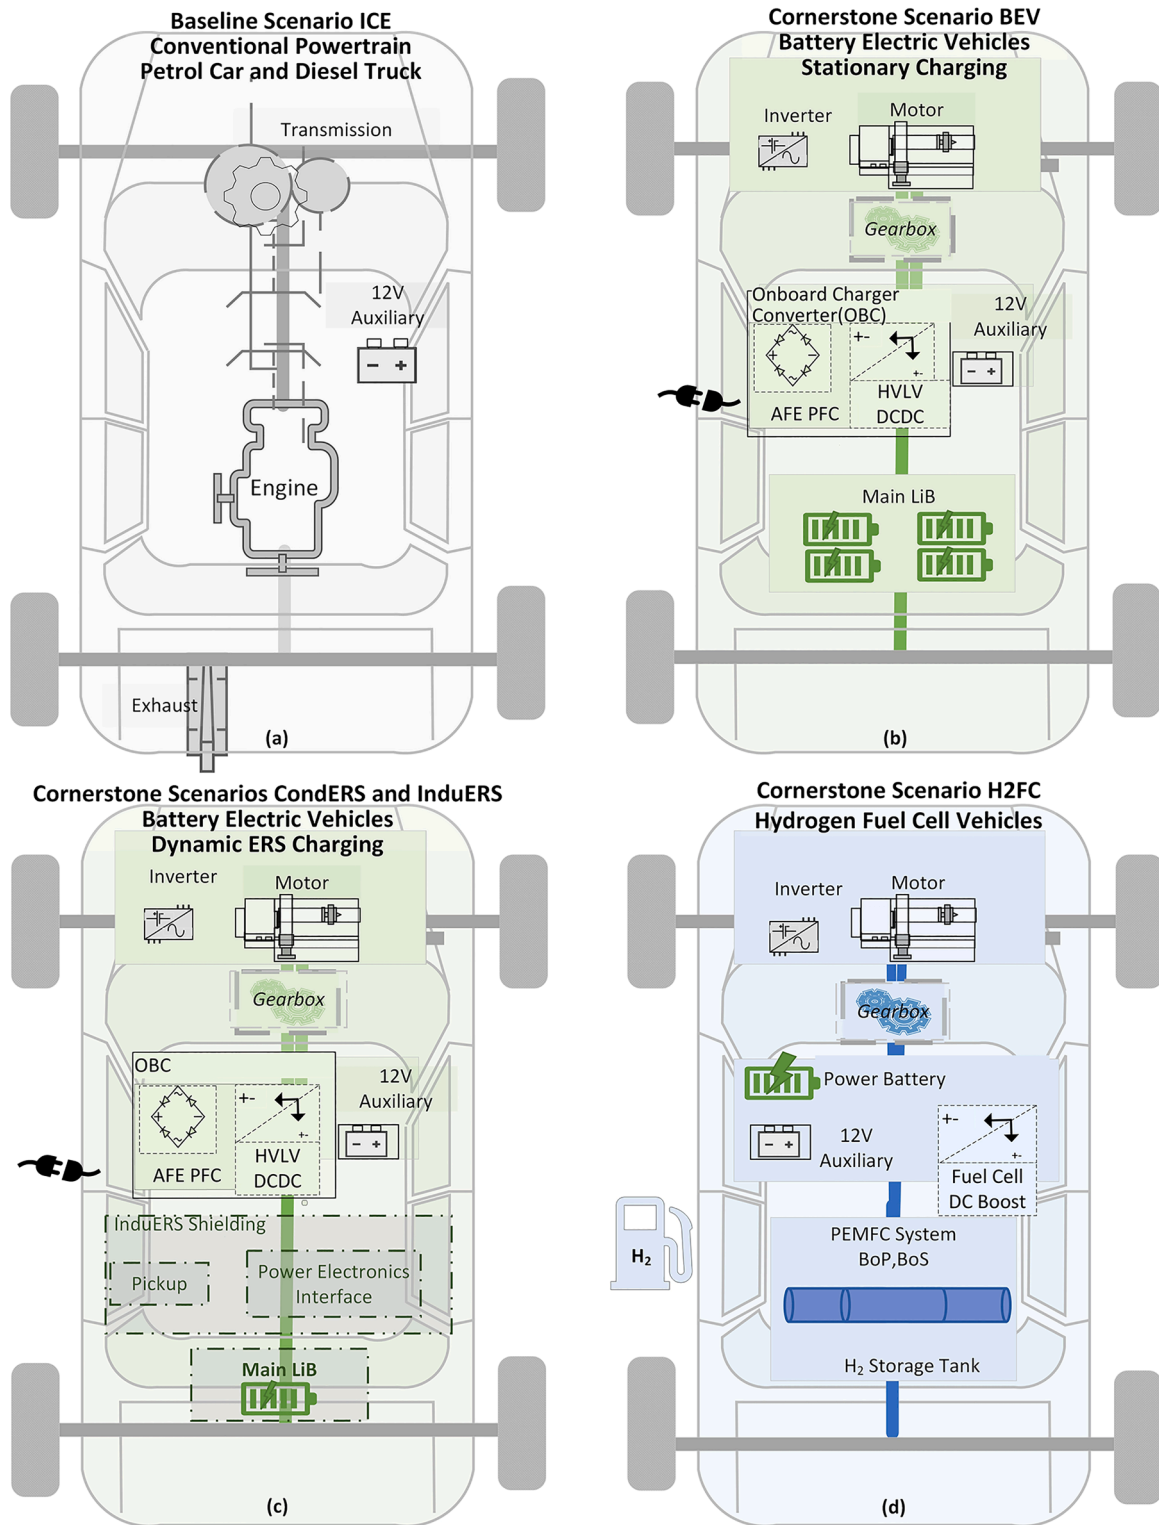 Baseline Scenario ICE
Conventional Powertrain
Petrol Car and Diesel Truck
Transmission
12V
Auxiliary
Engine
Exhaust
(a)
Cornerstone Scenario BEV
Battery Electric Vehicles
Stationary Charging
Inverter
Motor
Gearbox
Onboard Charger
Converter(OBC)
12V
Auxiliary
AFE PFC
HVLV
DCDC
Main LiB
(b)
Cornerstone Scenarios CondERS and InduERS
Battery Electric Vehicles
Dynamic ERS Charging
Inverter
Motor
Gearbox
OBC
12V
Auxiliary
AFE PFC
HVLV
DCDC
InduERS Shielding
Pickup
Power Electronics
Interface
Main LiB
(c)
Cornerstone Scenario H2FC
Hydrogen Fuel Cell Vehicles
Inverter
Motor
Gearbox
Power Battery
12V
Auxiliary
Fuel Cell
DC Boost
H₂
PEMFC System
BoP,BoS
H₂ Storage Tank
(d)